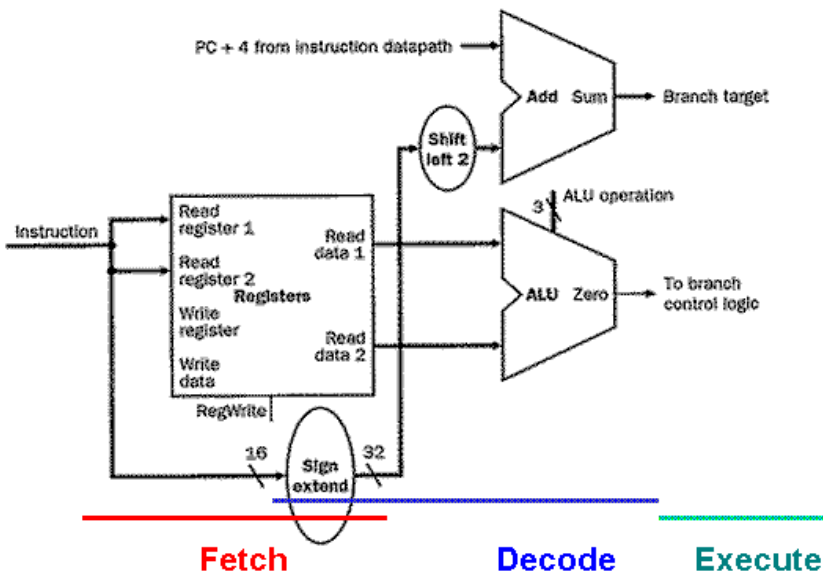 PC + 4 from instruction datapath
Add Sum
Branch target
Shift
left 2
ALU operation
3
Instruction
Read
register 1
Read
data 1
Read
register 2
Registers
ALU Zero
To branch
control logic
Write
register
Read
data 2
Write
data
RegWrite
16
Sign
extend
32
Fetch
Decode
Execute